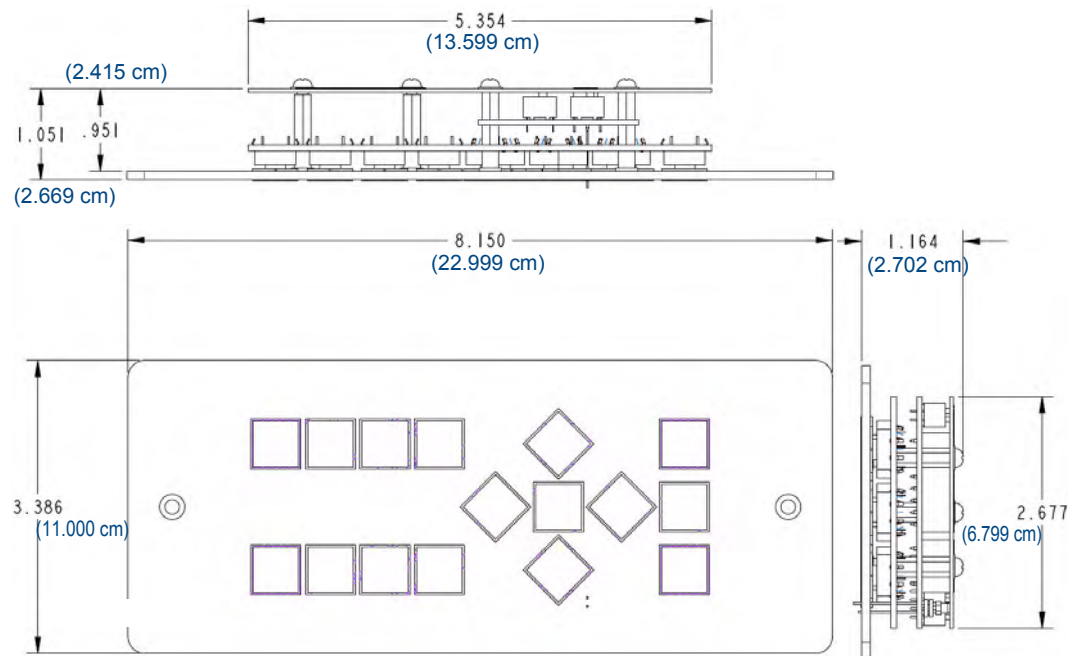 5.354
(13.599 cm)
(2.415 cm)
1.051
.951
(2.669 cm)
8.150
(22.999 cm)
1.164
(2.702 cm)
3.386
(11.000 cm)
2.677
(6.799 cm)